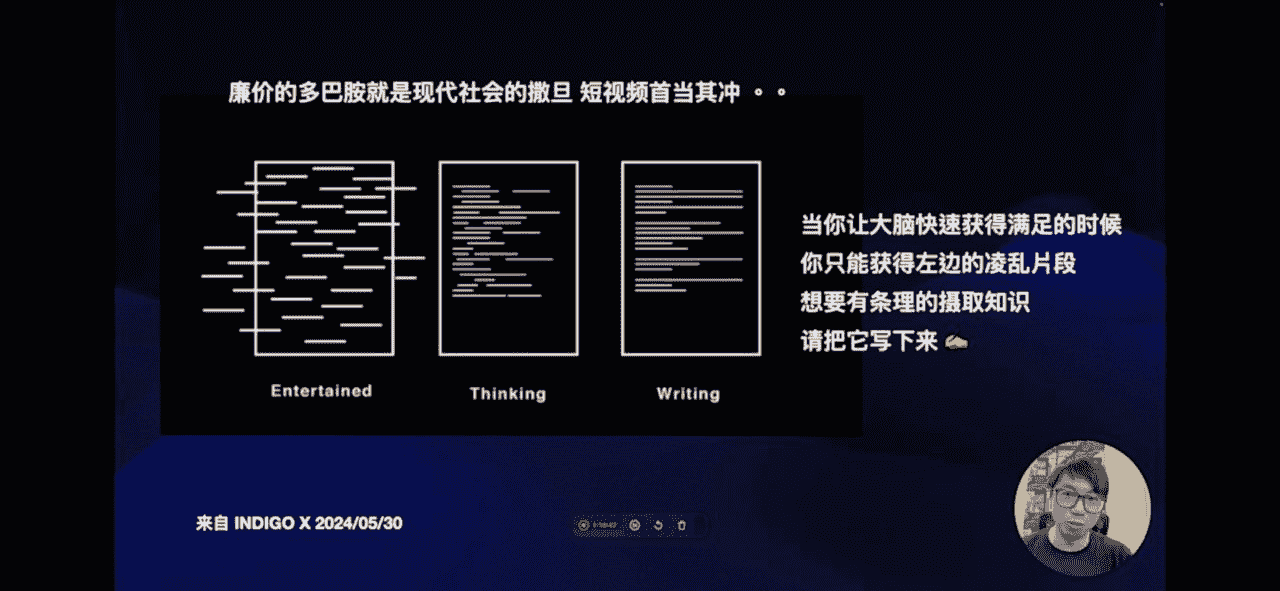 廉价的多巴胺就是现代社会的撒旦 短视频首当其冲 。。
当你让大脑快速获得满足的时候
你只能获得左边的凌乱片段
想要有条理的摄取知识
请把它写下来 ✍
Entertained
Thinking
Writing
来自 INDIGO X 2024/05/30